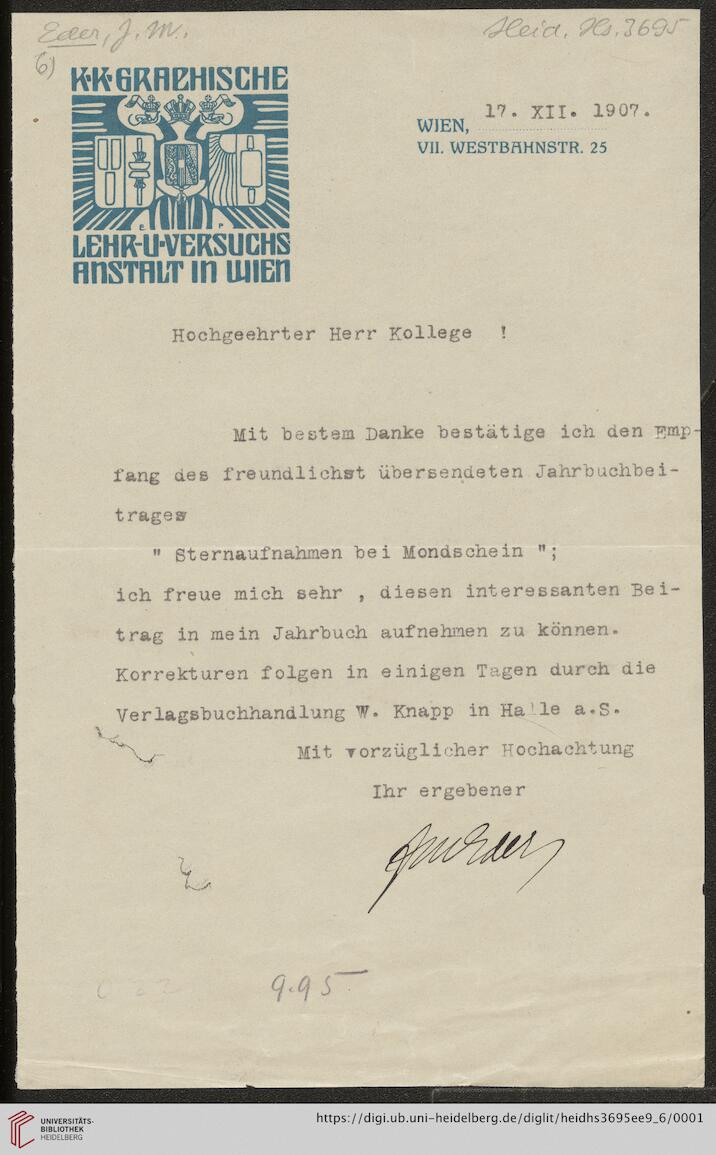 Eder, J. M.,
Heid. Hs. 3695
6)
K·K·GRAPHISCHE
LEHR-U-VERSUCHS
ANSTALT IN WIEN
E P
WIEN, 17. XII. 1907.
VII. WESTBAHNSTR. 25
Hochgeehrter Herr Kollege !
Mit bestem Danke bestätige ich den Emp-
fang des freundlichst übersendeten Jahrbuchbei-
trages
" Sternaufnahmen bei Mondschein ";
ich freue mich sehr , diesen interessanten Bei-
trag in mein Jahrbuch aufnehmen zu können.
Korrekturen folgen in einigen Tagen durch die
Verlagsbuchhandlung W. Knapp in Halle a.S.
Mit vorzüglicher Hochachtung
Ihr ergebener
JMEder
9.95
UNIVERSITÄTS-
BIBLIOTHEK
HEIDELBERG
https://digi.ub.uni-heidelberg.de/diglit/heidhs3695ee9_6/0001